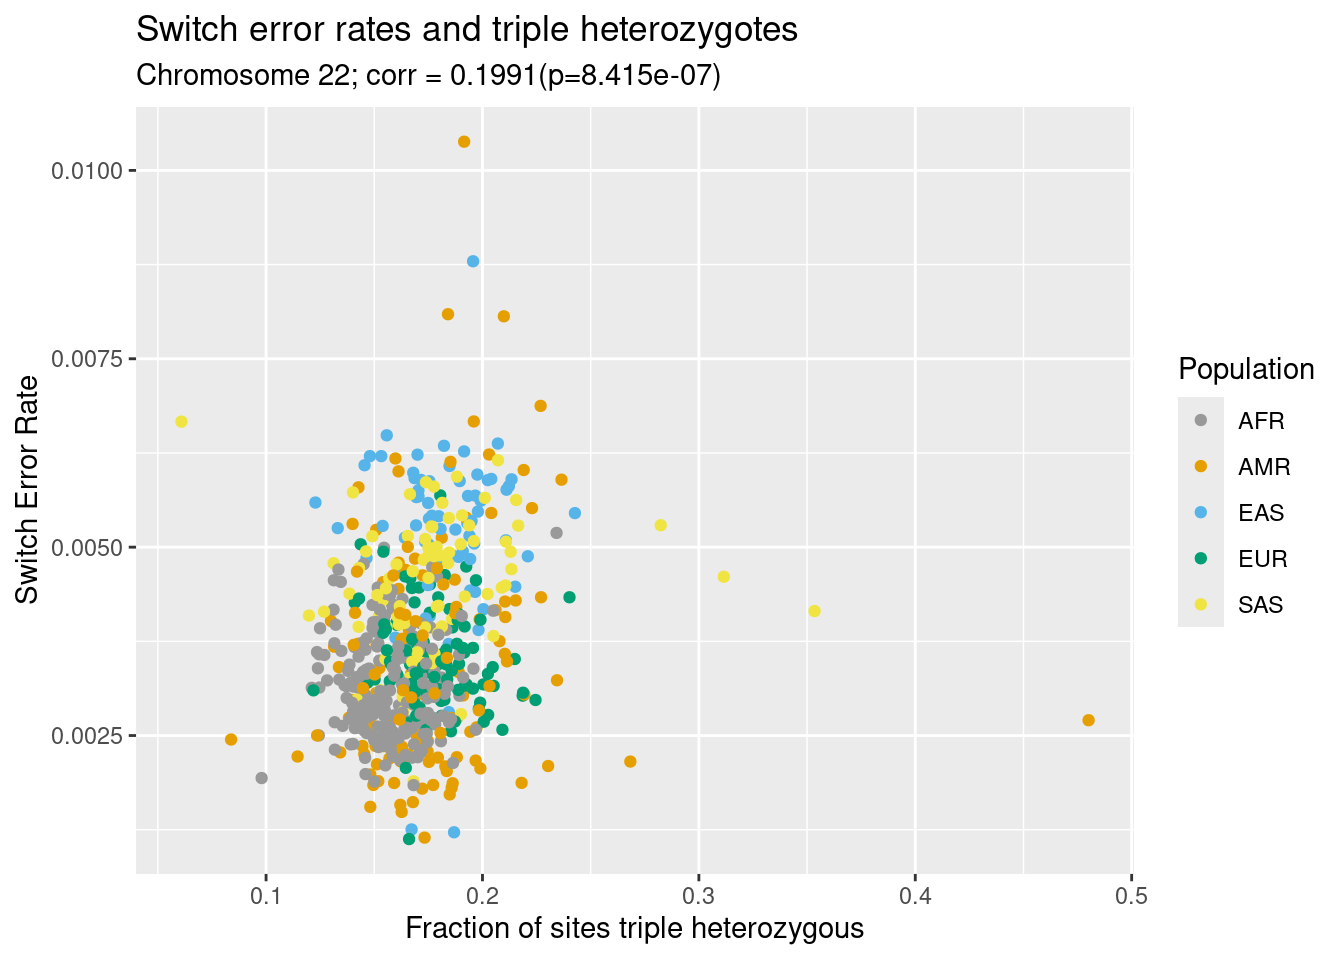 Switch error rates and triple heterozygotes
Chromosome 22; corr = 0.1991(p=8.415e-07)
Switch Error Rate
0.0100
0.0075
0.0050
0.0025
0.1 0.2 0.3 0.4 0.5
Fraction of sites triple heterozygous
Population
AFR
AMR
EAS
EUR
SAS